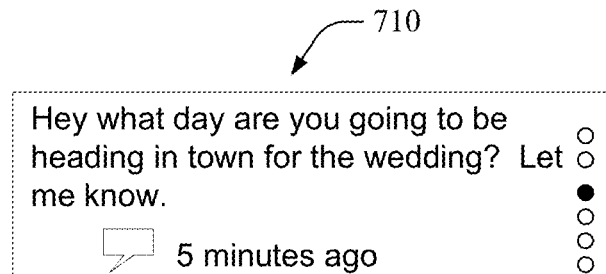 710
Hey what day are you going to be
heading in town for the wedding? Let
me know.
5 minutes ago